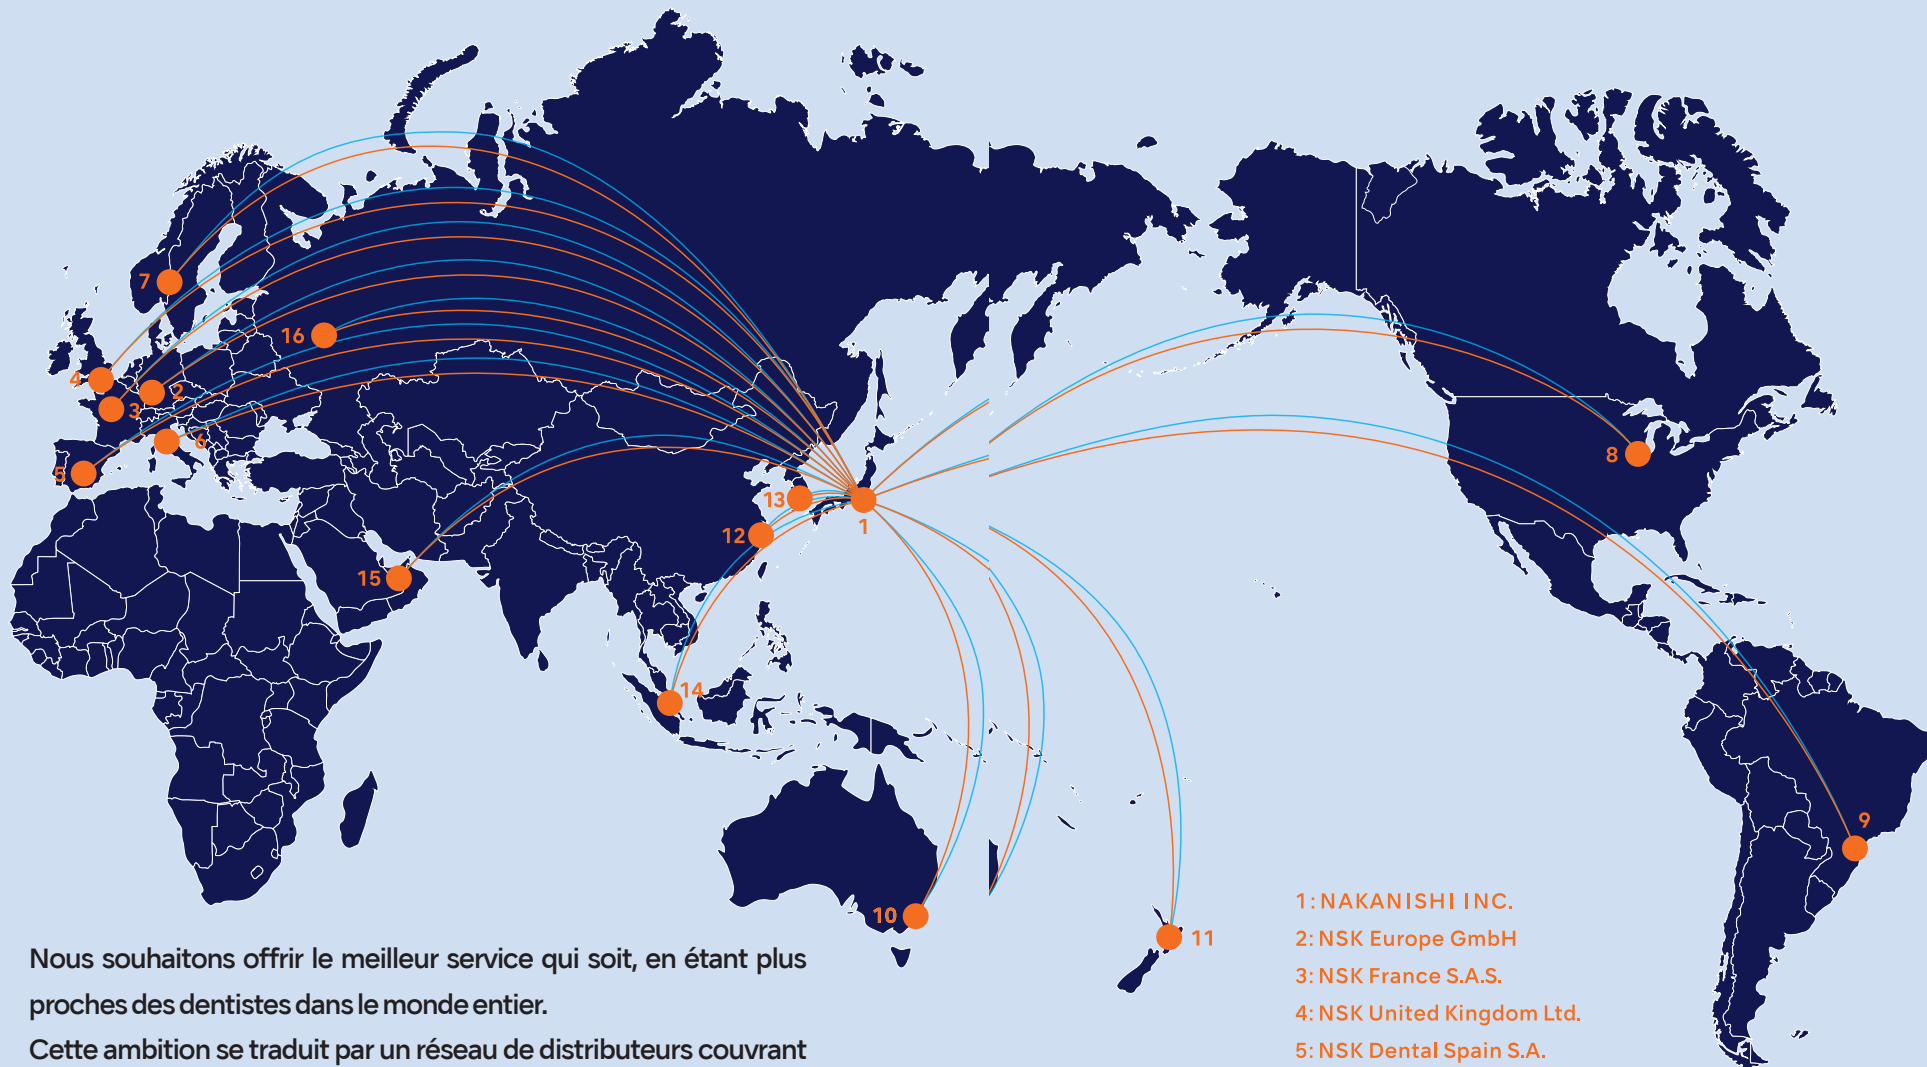 7
16
4
2
3
6
5
8
13
1
12
15
14
9
10
11
Nous souhaitons offrir le meilleur service qui soit, en étant plus
proches des dentistes dans le monde entier.
Cette ambition se traduit par un réseau de distributeurs couvrant
1: NAKANISHI INC.
2: NSK Europe GmbH
3: NSK France S.A.S.
4: NSK United Kingdom Ltd.
5: NSK Dental Spain S.A.